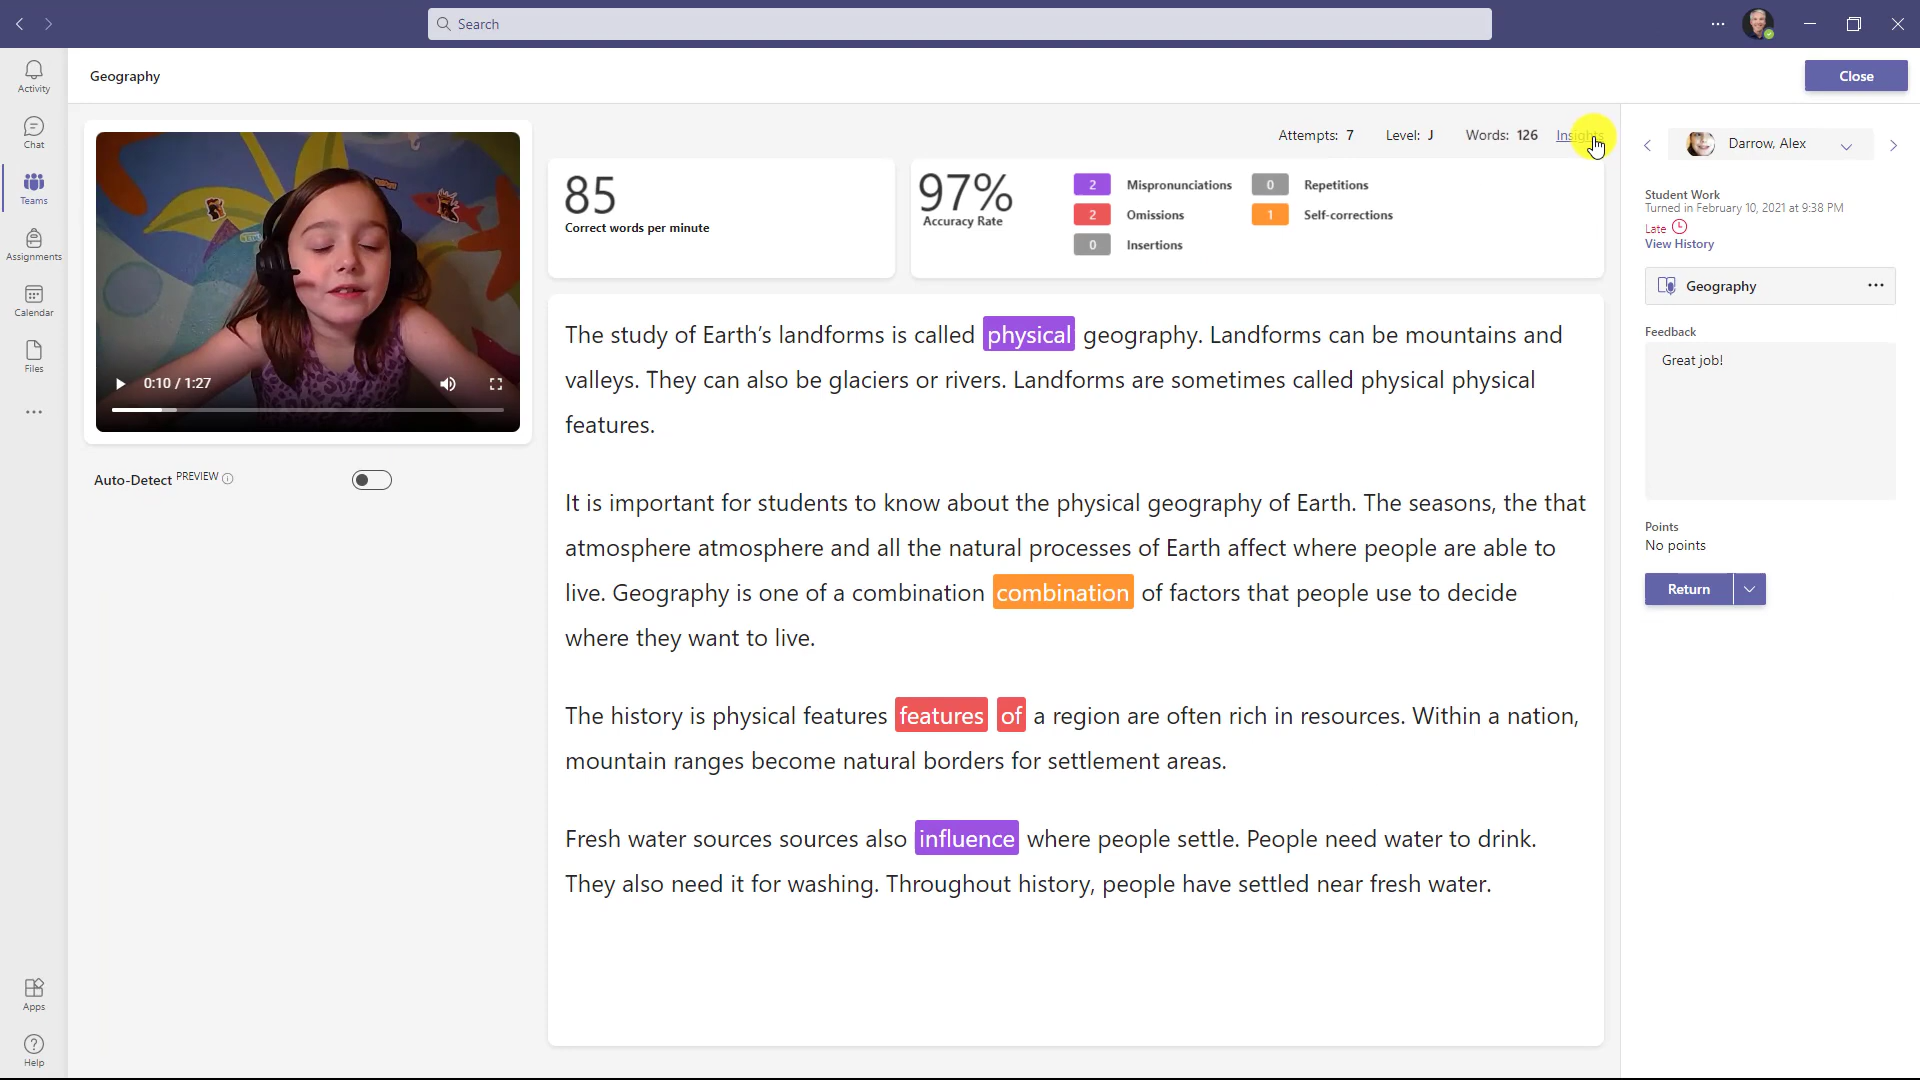 Search
Activity
Chat
Teams
Assignments
Calendar
Files
Apps
Help
Geography
Close
0:10 / 1:27
Auto-Detect PREVIEW
Attempts: 7 Level: J Words: 126 Insights
85
Correct words per minute
97%
Accuracy Rate
2 Mispronunciations 0 Repetitions
2 Omissions 1 Self-corrections
0 Insertions
The study of Earth's landforms is called physical geography. Landforms can be mountains and
valleys. They can also be glaciers or rivers. Landforms are sometimes called physical physical
features.
It is important for students to know about the physical geography of Earth. The seasons, the that
atmosphere atmosphere and all the natural processes of Earth affect where people are able to
live. Geography is one of a combination combination of factors that people use to decide
where they want to live.
The history is physical features features of a region are often rich in resources. Within a nation,
mountain ranges become natural borders for settlement areas.
Fresh water sources sources also influence where people settle. People need water to drink.
They also need it for washing. Throughout history, people have settled near fresh water.
Darrow, Alex
Student Work
Turned in February 10, 2021 at 9:38 PM
Late
View History
Geography
Feedback
Great job!
Points
No points
Return